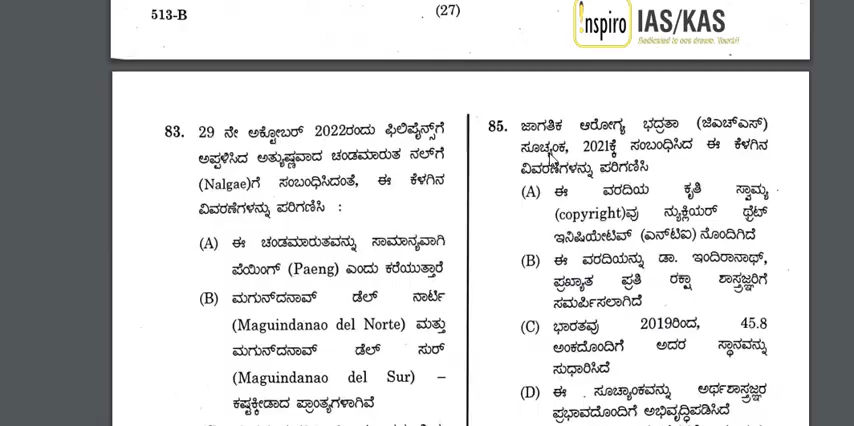 513-B
(27)
inspiro IAS/KAS
83. 29 ನೇ ಅಕ್ಟೋಬರ್ 2022ರಂದು ಫಿಲಿಪೈನ್ಸ್‌ಗೆ
ಅಪ್ಪಳಿಸಿದ ಅತ್ಯುಷ್ಣವಾದ ಚಂಡಮಾರುತ ನಲ್‌ಗೆ
(Nalgae)ಗೆ ಸಂಬಂಧಿಸಿದಂತೆ, ಈ ಕೆಳಗಿನ
ವಿವರಣೆಗಳನ್ನು ಪರಿಗಣಿಸಿ :
(A) ಈ ಚಂಡಮಾರುತವನ್ನು ಸಾಮಾನ್ಯವಾಗಿ
ಪೆಯಿಂಗ್ (Paeng) ಎಂದು ಕರೆಯುತ್ತಾರೆ
(B) ಮಗುನ್‌ದನಾವ್ ಡೆಲ್ ನಾರ್ಟೆ
(Maguindanao del Norte) ಮತ್ತು
ಮಗುನ್‌ದನಾವ್ ಡೆಲ್ ಸುರ್
(Maguindanao del Sur) –
ಕಷ್ಟಕ್ಕೀಡಾದ ಪ್ರಾಂತ್ಯಗಳಾಗಿವೆ
85. ಜಾಗತಿಕ ಆರೋಗ್ಯ ಭದ್ರತಾ (ಜಿಎಚ್‌ಎಸ್)
ಸೂಚ್ಯಂಕ, 2021ಕ್ಕೆ ಸಂಬಂಧಿಸಿದ ಈ ಕೆಳಗಿನ
ವಿವರಣೆಗಳನ್ನು ಪರಿಗಣಿಸಿ
(A) ಈ ವರದಿಯ ಕೃತಿ ಸ್ವಾಮ್ಯ
(copyright)ವು ನ್ಯುಕ್ಲಿಯರ್ ಥ್ರೆಟ್
ಇನಿಷಿಯೇಟಿವ್ (ಎನ್‌ಟಿಐ) ನೊಂದಿಗಿದೆ
(B) ಈ ವರದಿಯನ್ನು ಡಾ. ಇಂದಿರಾನಾಥ್,
ಪ್ರಖ್ಯಾತ ಪ್ರತಿ ರಕ್ಷಾ ಶಾಸ್ತ್ರಜ್ಞರಿಗೆ
ಸಮರ್ಪಿಸಲಾಗಿದೆ
(C) ಭಾರತವು 2019ರಿಂದ, 45.8
ಅಂಕದೊಂದಿಗೆ ಅದರ ಸ್ಥಾನವನ್ನು
ಸುಧಾರಿಸಿದೆ
(D) ಈ ಸೂಚ್ಯಾಂಕವನ್ನು ಅರ್ಥಶಾಸ್ತ್ರಜ್ಞರ
ಪ್ರಭಾವದೊಂದಿಗೆ ಅಭಿವೃದ್ಧಿಪಡಿಸಿದೆ